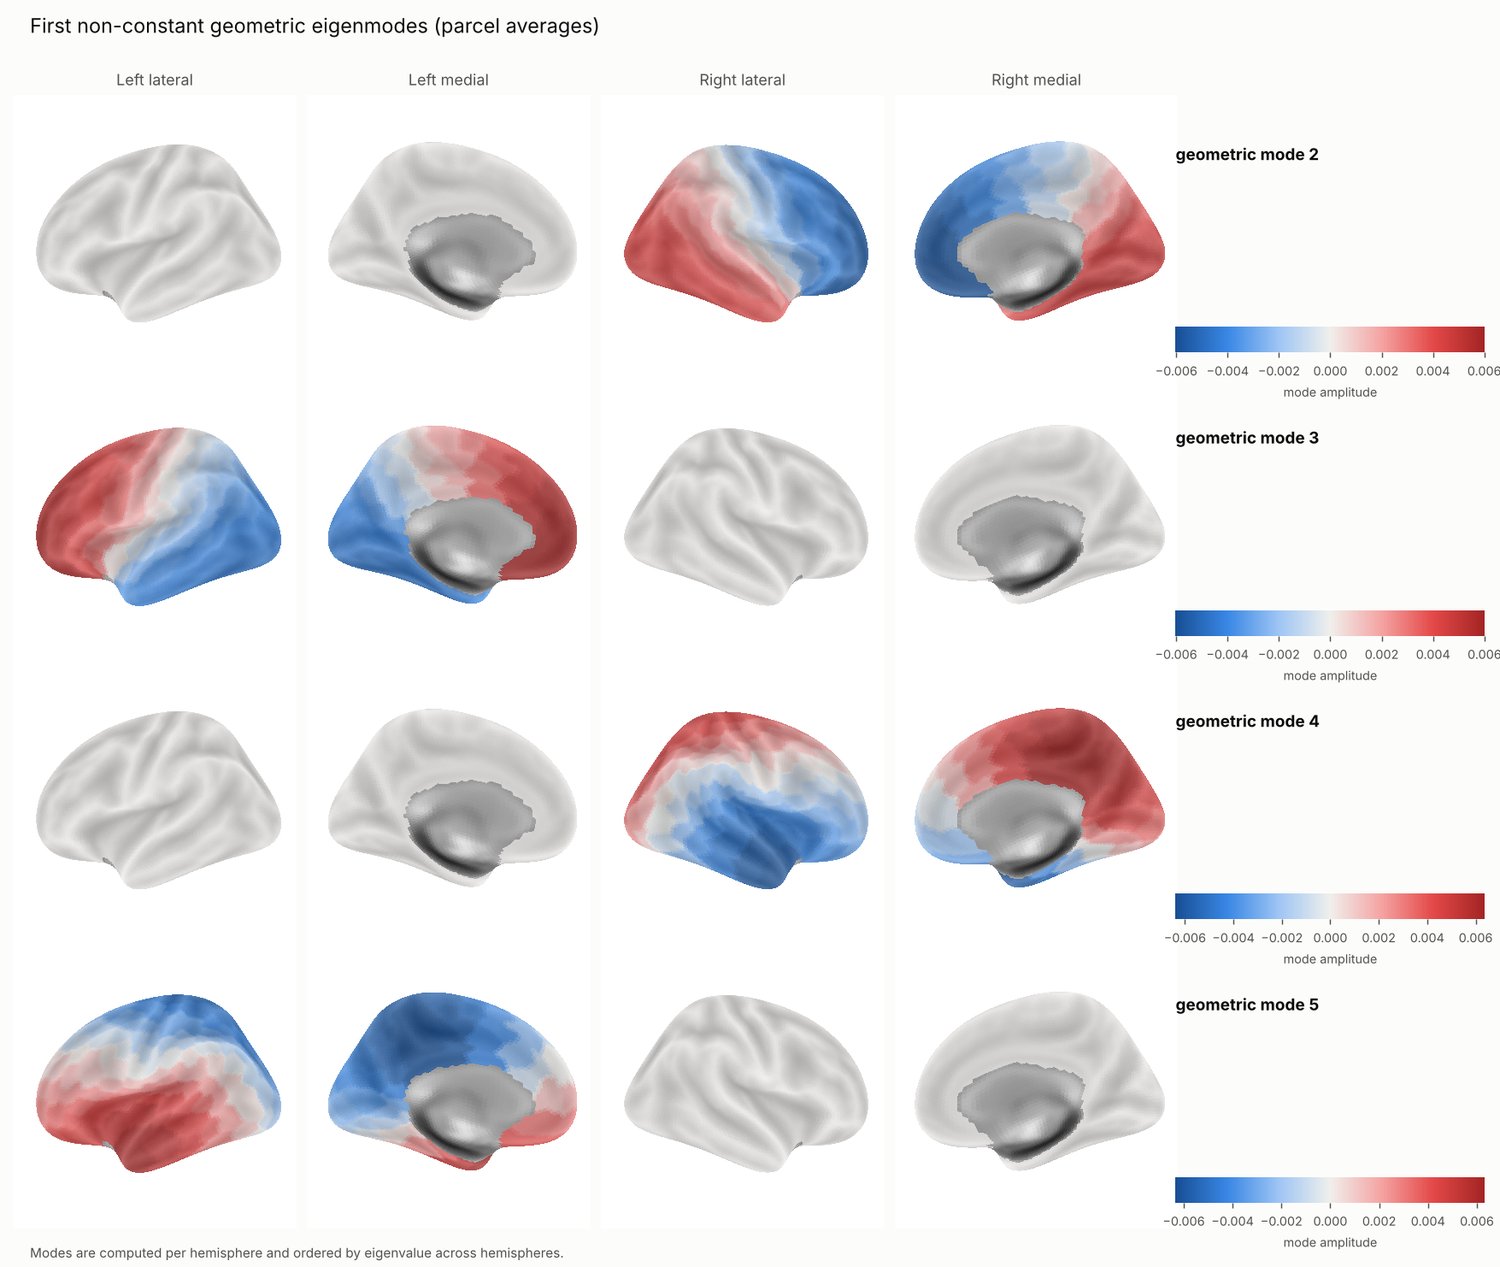 First non-constant geometric eigenmodes (parcel averages)
Left lateral Left medial Right lateral Right medial
geometric mode 2
−0.006 −0.004 −0.002 0.000 0.002 0.004 0.006
mode amplitude
geometric mode 3
−0.006 −0.004 −0.002 0.000 0.002 0.004 0.006
mode amplitude
geometric mode 4
−0.006 −0.004 −0.002 0.000 0.002 0.004 0.006
mode amplitude
geometric mode 5
−0.006 −0.004 −0.002 0.000 0.002 0.004 0.006
mode amplitude
Modes are computed per hemisphere and ordered by eigenvalue across hemispheres.